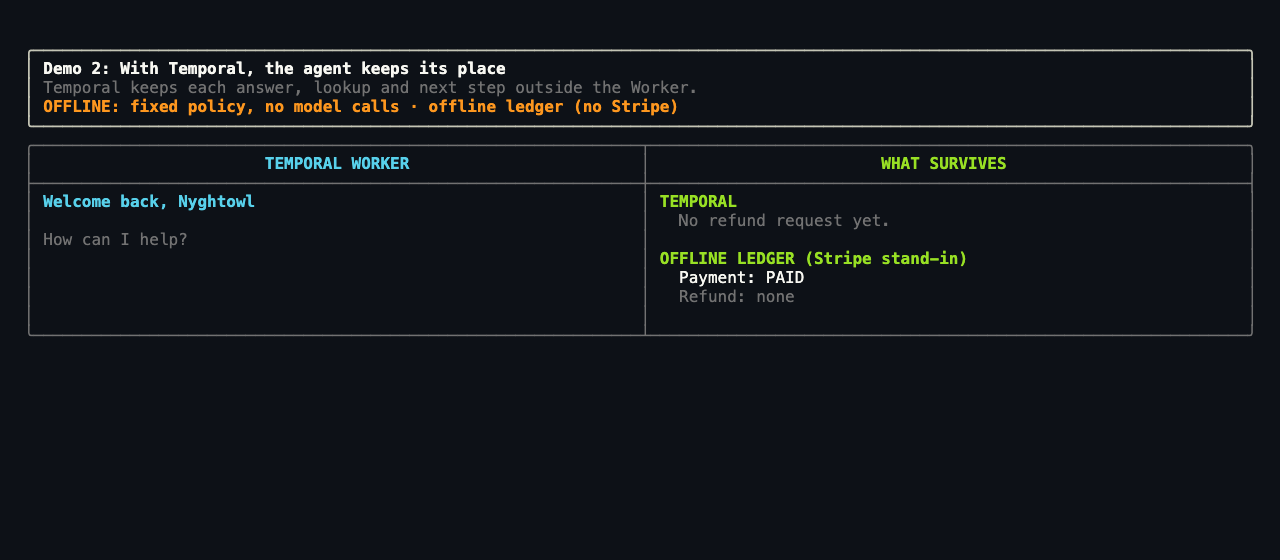 Demo 2: With Temporal, the agent keeps its place
Temporal keeps each answer, lookup and next step outside the Worker.
OFFLINE: fixed policy, no model calls · offline ledger (no Stripe)
TEMPORAL WORKER
Welcome back, Nyghtowl
How can I help?
WHAT SURVIVES
TEMPORAL
No refund request yet.
OFFLINE LEDGER (Stripe stand-in)
Payment: PAID
Refund: none